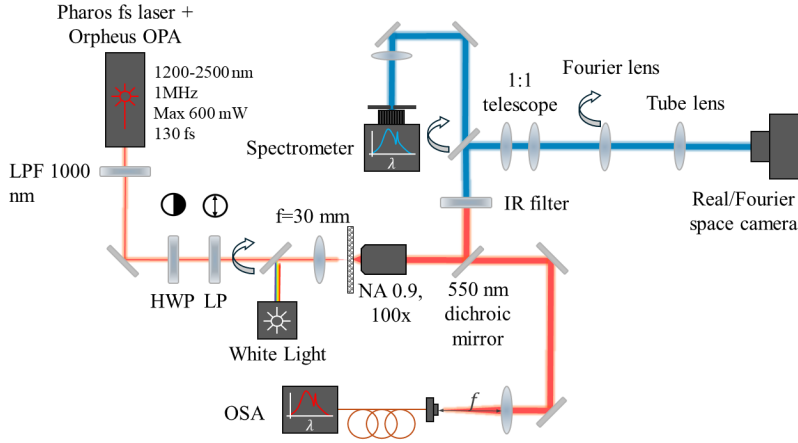 Pharos fs laser +
Orpheus OPA
1200-2500 nm
1MHz
Max 600 mW
130 fs
LPF 1000
nm
HWP
LP
f=30 mm
White Light
NA 0.9,
100x
550 nm
dichroic
mirror
IR filter
Spectrometer
λ
1:1
telescope
Fourier lens
Tube lens
Real/Fourier
space camera
OSA
λ
f